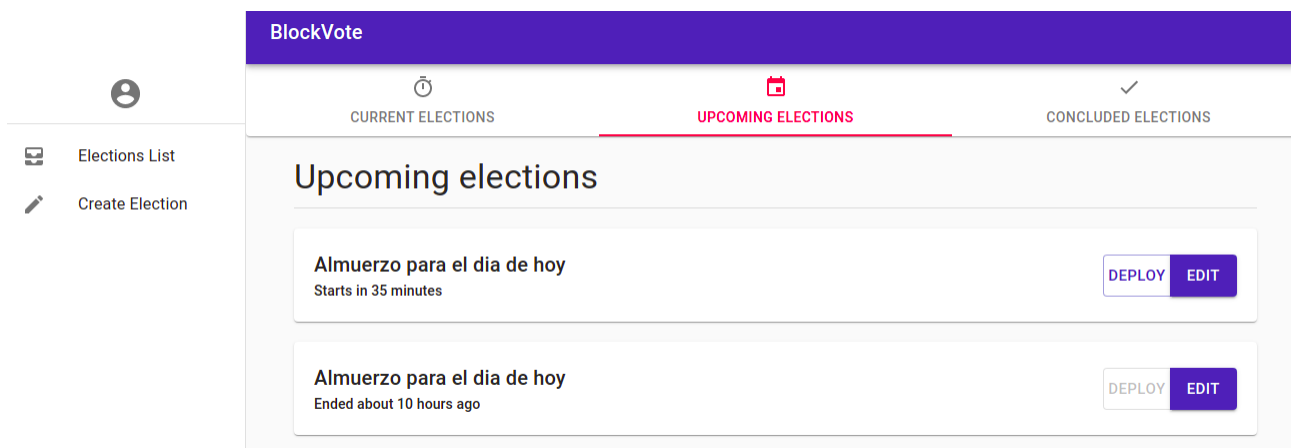 BlockVote
CURRENT ELECTIONS
UPCOMING ELECTIONS
CONCLUDED ELECTIONS
Elections List
Create Election
Upcoming elections
Almuerzo para el dia de hoy
Starts in 35 minutes
DEPLOY
EDIT
Almuerzo para el dia de hoy
Ended about 10 hours ago
DEPLOY
EDIT